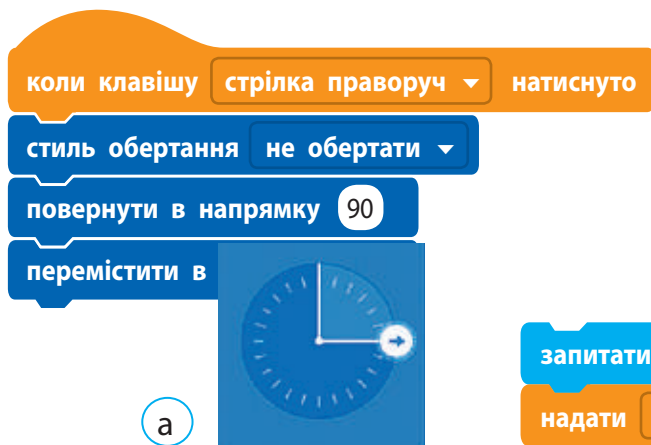 коли клавішу стрілка праворуч натиснуто
стиль обертання не обертати
повернути в напрямку 90
перемістити в
запитати
надати
а